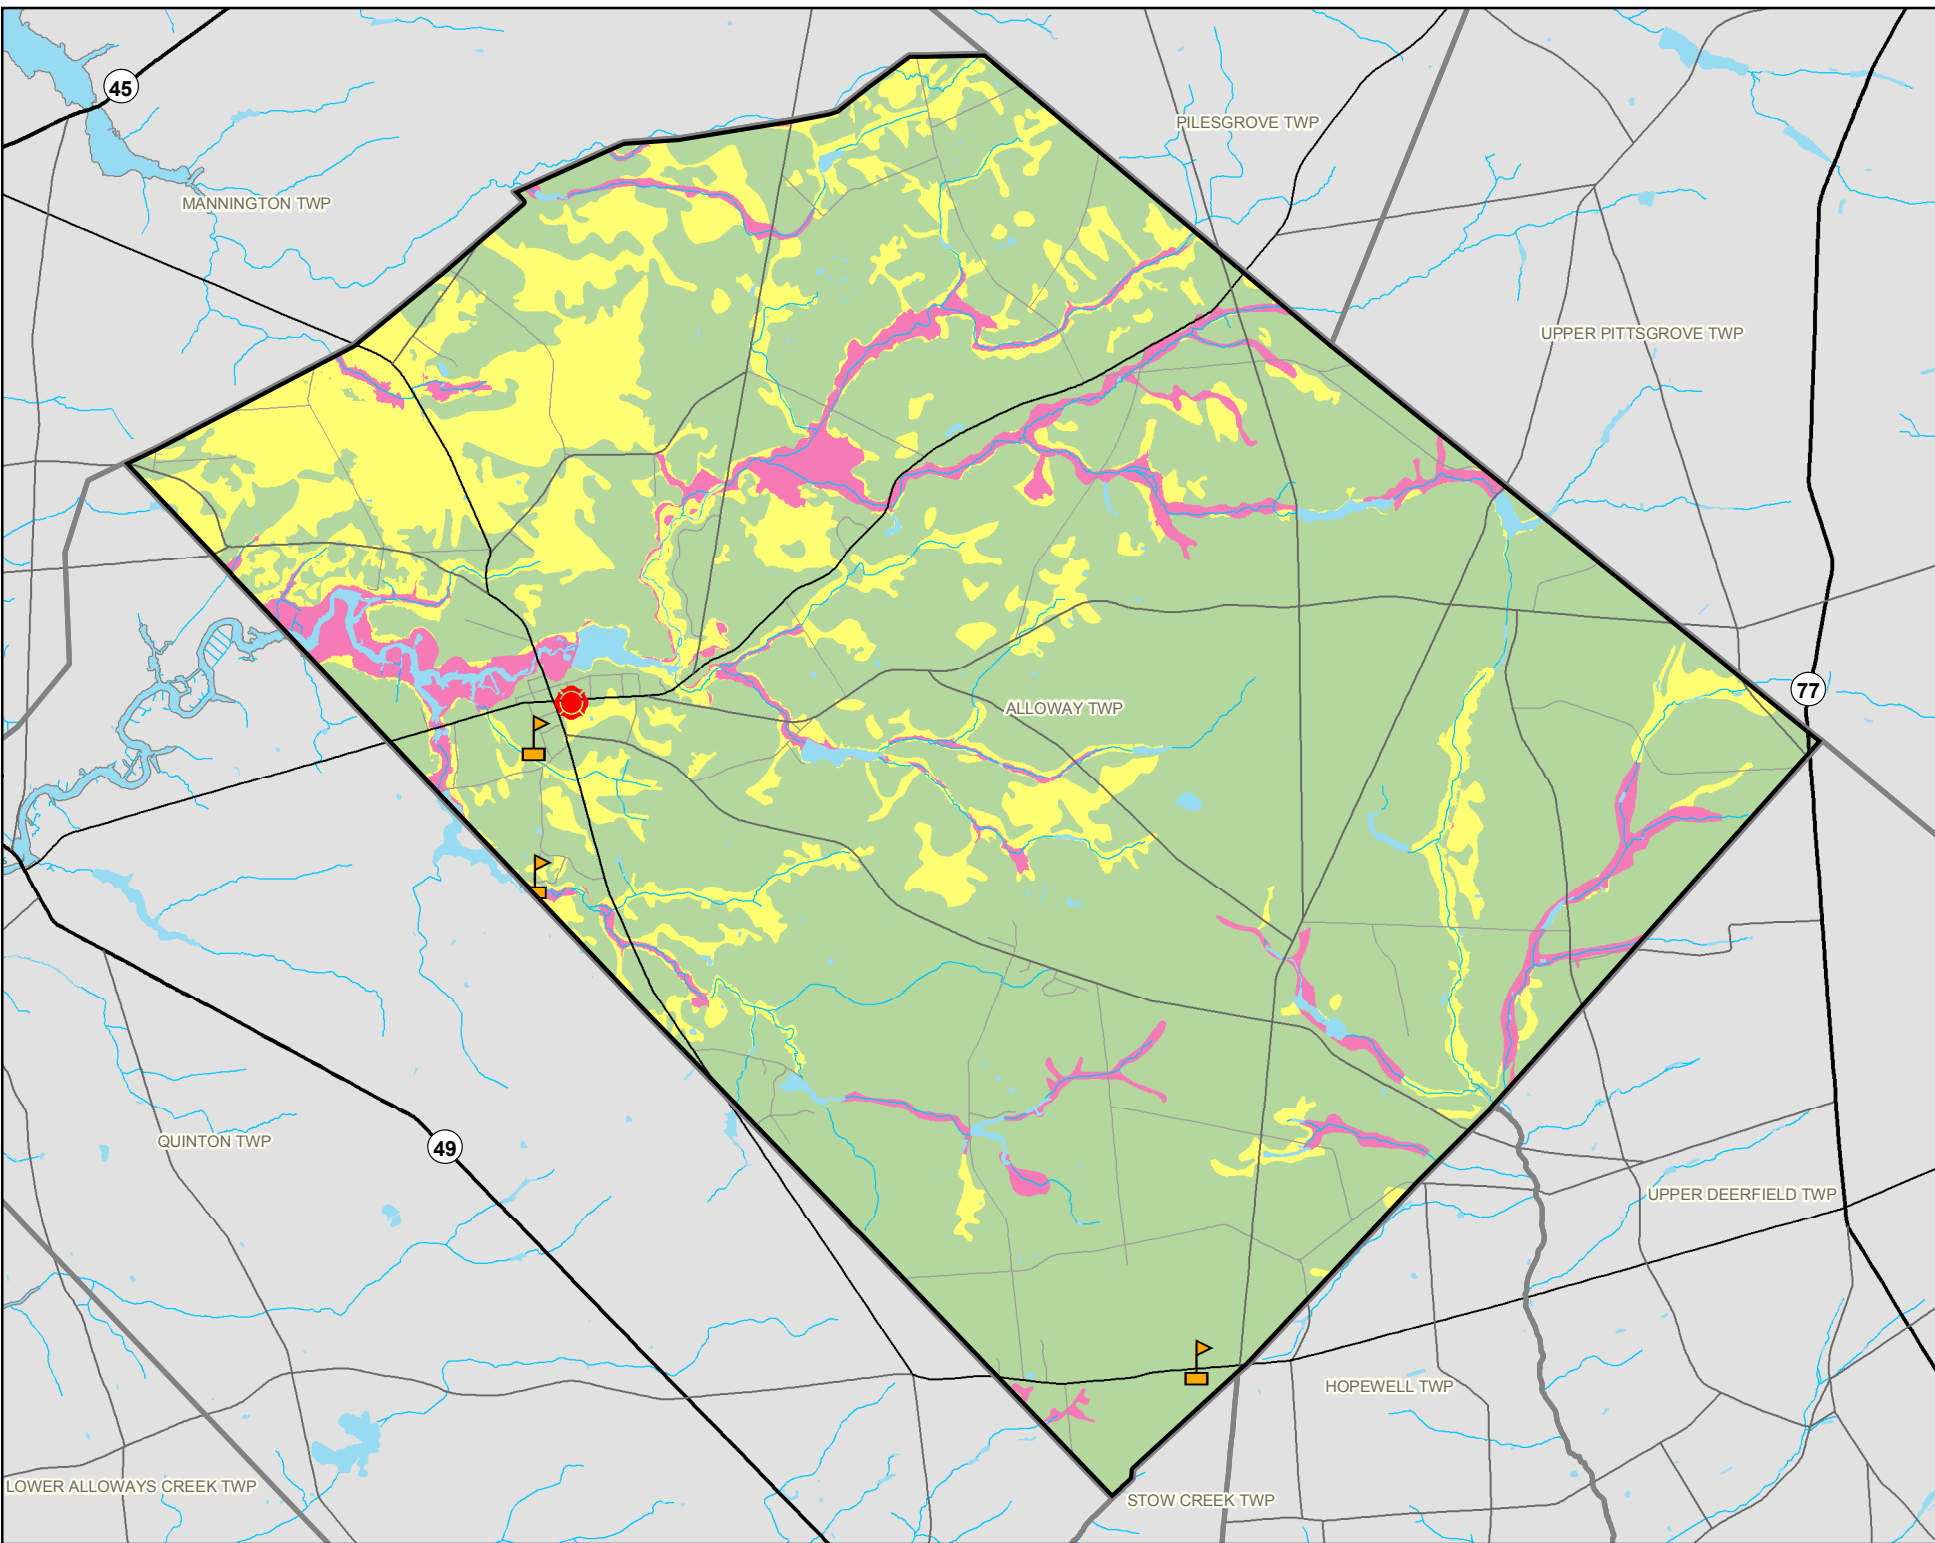 45
PILESGROVE TWP
MANNINGTON TWP
UPPER PITTSGROVE TWP
77
ALLOWAY TWP
QUINTON TWP
49
UPPER DEERFIELD TWP
HOPEWELL TWP
LOWER ALLOWAYS CREEK TWP
STOW CREEK TWP